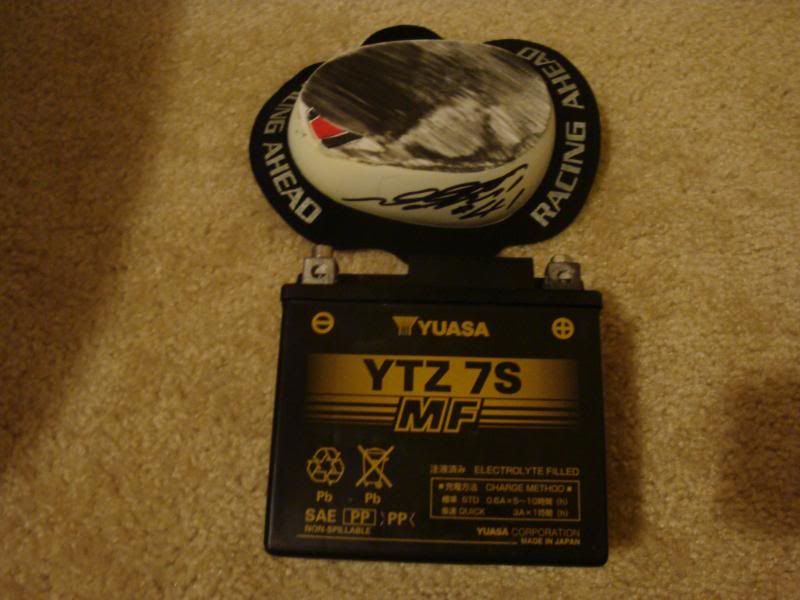 RACING AHEAD
RACING AHEAD
YUASA
YTZ 7S
MF
注液済み ELECTROLYTE FILLED
★充電方法 CHARGE METHOD★
標準 STD 0.6A×5~10時間 (h)
急速 QUICK 3A×1時間 (h)
Pb Pb
SAE PP >PP<
NON-SPILLABLE
YUASA CORPORATION
MADE IN JAPAN